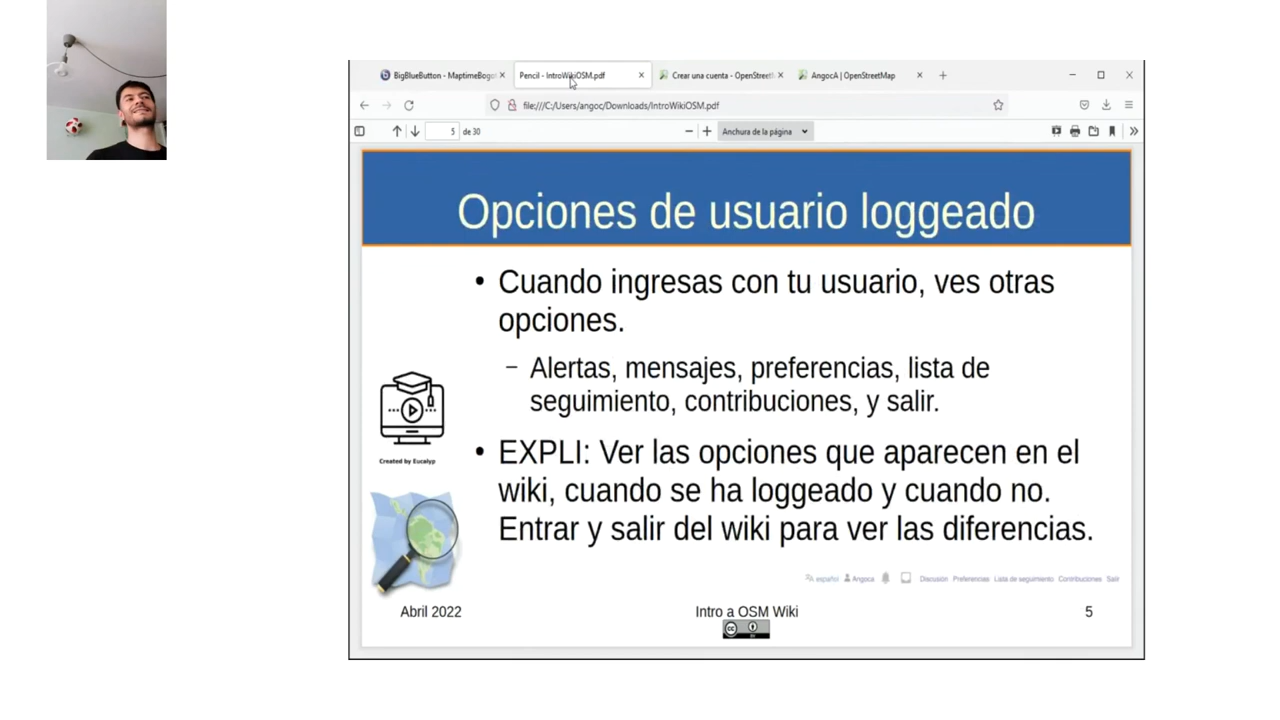 BigBlueButton - MaptimeBogo
Pencil - IntroWikiOSM.pdf
Crear una cuenta - OpenStreetM
AngocA | OpenStreetMap
file:///C:/Users/angoc/Downloads/IntroWikiOSM.pdf
5 de 30
Anchura de la página
Opciones de usuario loggeado
• Cuando ingresas con tu usuario, ves otras
opciones.
– Alertas, mensajes, preferencias, lista de
seguimiento, contribuciones, y salir.
• EXPLI: Ver las opciones que aparecen en el
wiki, cuando se ha loggeado y cuando no.
Entrar y salir del wiki para ver las diferencias.
Created by Eucalyp
español Angoca Discusión Preferencias Lista de seguimiento Contribuciones Salir
Abril 2022 Intro a OSM Wiki 5
cc BY